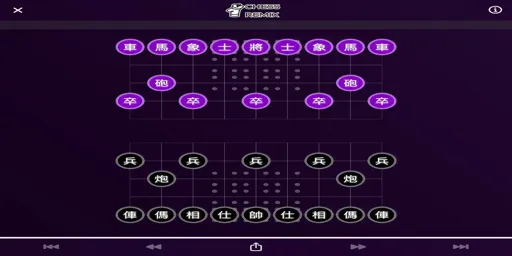 CHESS
REMIX
車 馬 象 士 將 士 象 馬 車
砲 砲
卒 卒 卒 卒 卒
兵 兵 兵 兵 兵
炮 炮
俥 傌 相 仕 帥 仕 相 傌 俥